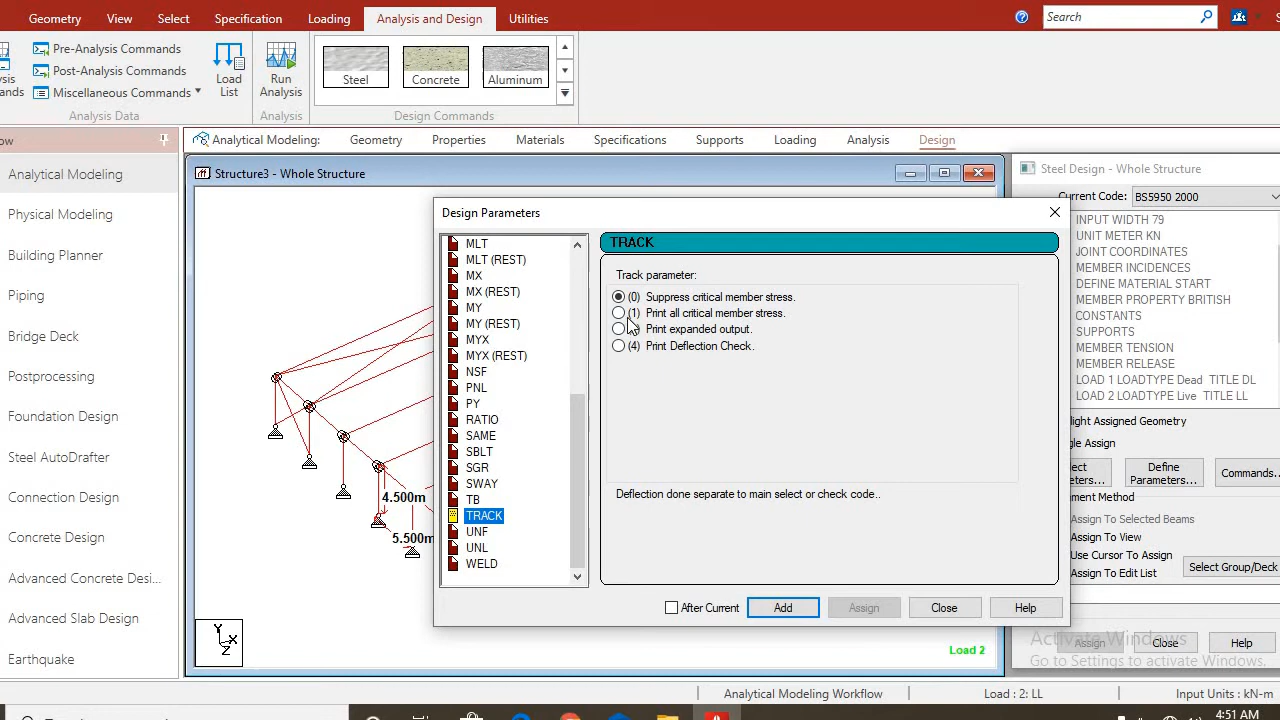 Geometry View Select Specification Loading Analysis and Design Utilities
Search
Pre-Analysis Commands
Post-Analysis Commands
Miscellaneous Commands
Analysis Data
Load List
Run Analysis
Analysis
Steel Concrete Aluminum
Design Commands
Analytical Modeling: Geometry Properties Materials Specifications Supports Loading Analysis Design
Analytical Modeling
Physical Modeling
Building Planner
Piping
Bridge Deck
Postprocessing
Foundation Design
Steel AutoDrafter
Connection Design
Concrete Design
Advanced Concrete Desi...
Advanced Slab Design
Earthquake
Structure3 - Whole Structure
4.500m
5.500m
Y
X
Z
Load 2
Design Parameters
MLT
MLT (REST)
MX
MX (REST)
MY
MY (REST)
MYX
MYX (REST)
NSF
PNL
PY
RATIO
SAME
SBLT
SGR
SWAY
TB
TRACK
UNF
UNL
WELD
TRACK
Track parameter:
(0) Suppress critical member stress.
(1) Print all critical member stress.
Print expanded output.
(4) Print Deflection Check.
Deflection done separate to main select or check code..
After Current Add Assign Close Help
Steel Design - Whole Structure
Current Code: BS5950 2000
INPUT WIDTH 79
UNIT METER KN
JOINT COORDINATES
MEMBER INCIDENCES
DEFINE MATERIAL START
MEMBER PROPERTY BRITISH
CONSTANTS
SUPPORTS
MEMBER TENSION
MEMBER RELEASE
LOAD 1 LOADTYPE Dead TITLE DL
LOAD 2 LOADTYPE Live TITLE LL
light Assigned Geometry
gle Assign
Define Parameters...
Commands..
Assign To Selected Beams
Assign To View
Use Cursor To Assign
Assign To Edit List
Select Group/Deck
Assign Close Help
Activate Windows
Go to Settings to activate Windows.
Analytical Modeling Workflow Load : 2: LL Input Units : kN-m
4:51 AM